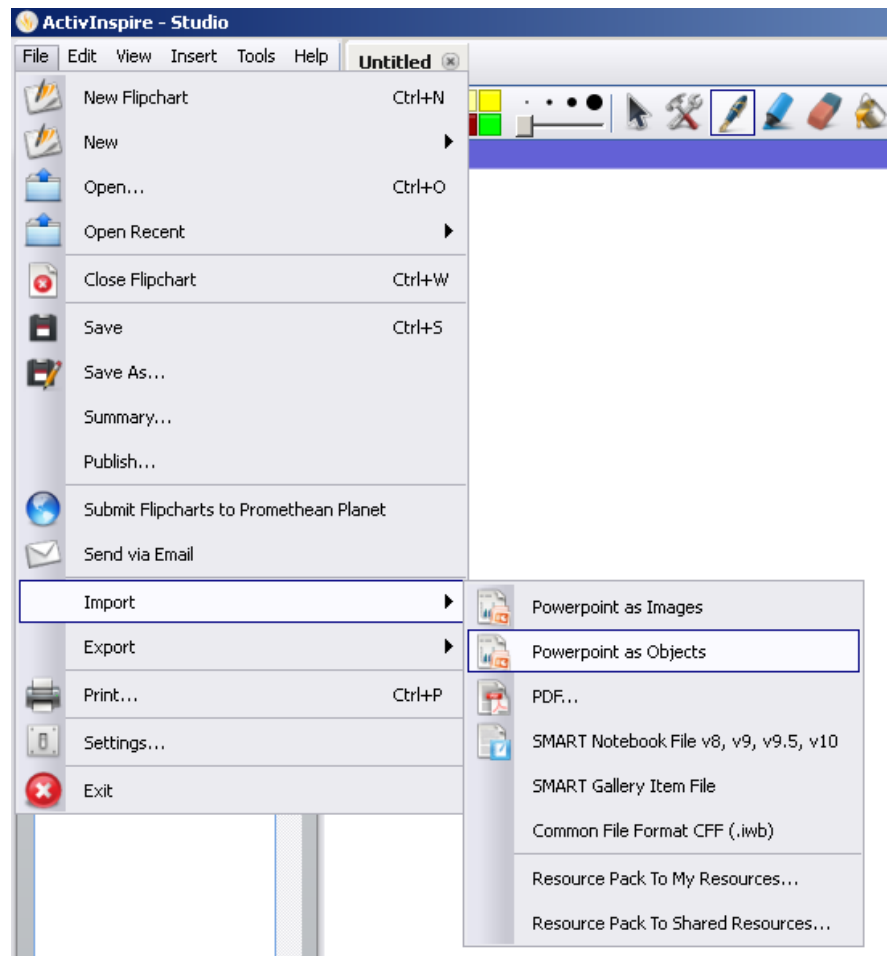 ActivInspire - Studio
File Edit View Insert Tools Help Untitled
New Flipchart Ctrl+N
New
Open... Ctrl+O
Open Recent
Close Flipchart Ctrl+W
Save Ctrl+S
Save As...
Summary...
Publish...
Submit Flipcharts to Promethean Planet
Send via Email
Import
Powerpoint as Images
Export
Powerpoint as Objects
Print... Ctrl+P
PDF...
Settings...
SMART Notebook File v8, v9, v9.5, v10
Exit
SMART Gallery Item File
Common File Format CFF (.iwb)
Resource Pack To My Resources...
Resource Pack To Shared Resources...